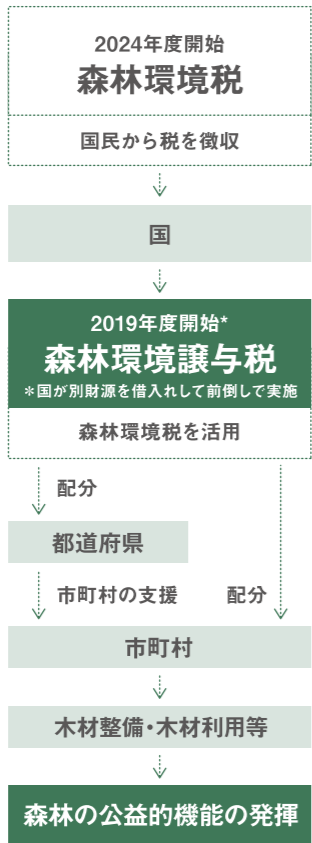 2024年度開始
森林環境税
国民から税を徴収
国
2019年度開始*
森林環境譲与税
＊国が別財源を借入れして前倒しで実施
森林環境税を活用
配分
都道府県
市町村の支援
配分
市町村
木材整備・木材利用等
森林の公益的機能の発揮